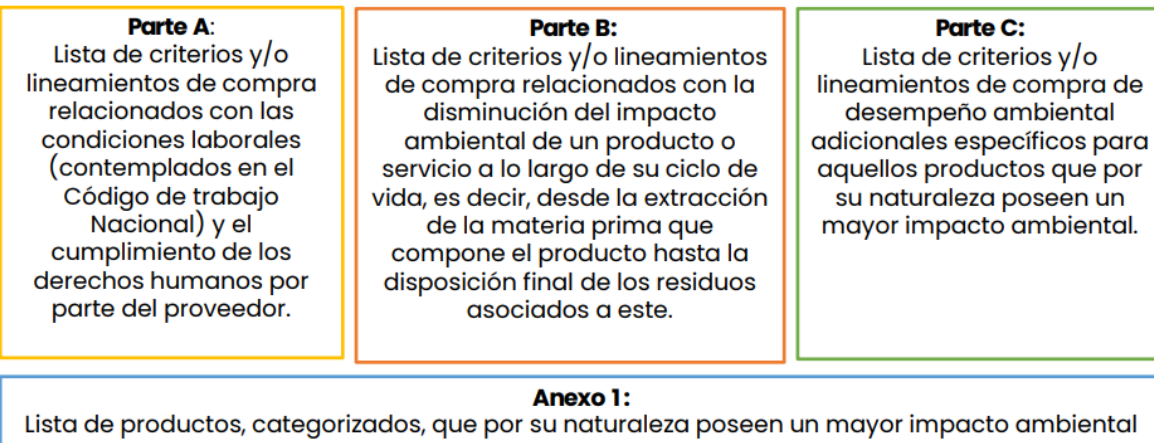 Parte A:
Lista de criterios y/o
lineamientos de compra
relacionados con las
condiciones laborales
(contemplados en el
Código de trabajo
Nacional) y el
cumplimiento de los
derechos humanos por
parte del proveedor.
Parte B:
Lista de criterios y/o lineamientos
de compra relacionados con la
disminución del impacto
ambiental de un producto o
servicio a lo largo de su ciclo de
vida, es decir, desde la extracción
de la materia prima que
compone el producto hasta la
disposición final de los residuos
asociados a este.
Parte C:
Lista de criterios y/o
lineamientos de compra de
desempeño ambiental
adicionales específicos para
aquellos productos que por
su naturaleza poseen un
mayor impacto ambiental.
Anexo 1:
Lista de productos, categorizados, que por su naturaleza poseen un mayor impacto ambiental